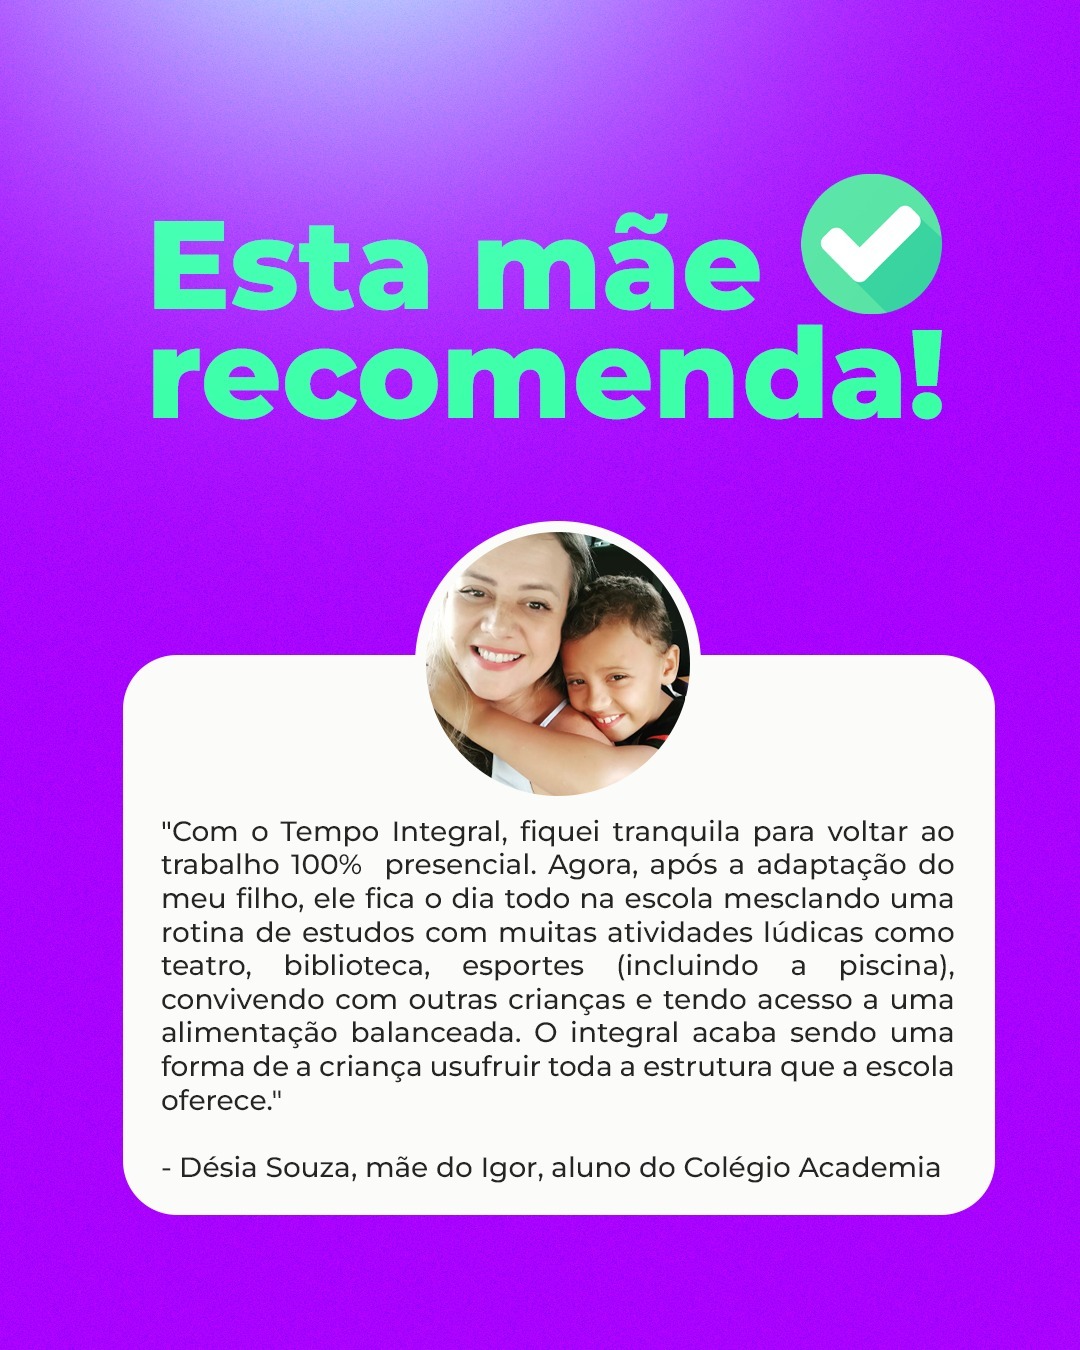 Esta mãe
recomenda!
"Com o Tempo Integral, fiquei tranquila para voltar ao
trabalho 100% presencial. Agora, após a adaptação do
meu filho, ele fica o dia todo na escola mesclando uma
rotina de estudos com muitas atividades lúdicas como
teatro, biblioteca, esportes (incluindo a piscina),
convivendo com outras crianças e tendo acesso a uma
alimentação balanceada. O integral acaba sendo uma
forma de a criança usufruir toda a estrutura que a escola
oferece."
- Désia Souza, mãe do Igor, aluno do Colégio Academia